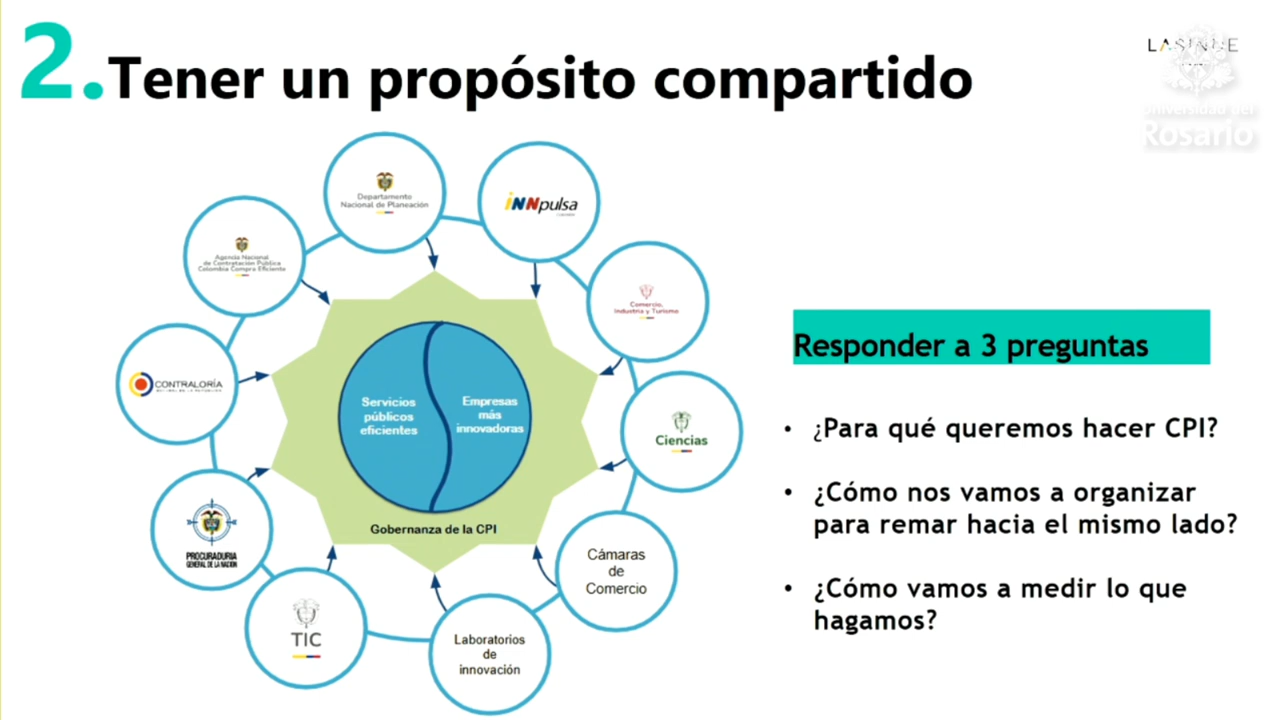 2.Tener un propósito compartido
LASINUE
Universidad del
Rosario
Departamento
Nacional de Planeación
iNNpulsa
Agencia Nacional
de Contratación Pública
Colombia Compra Eficiente
Comercio,
Industria y Turismo
CONTRALORÍA
Servicios
públicos
eficientes
Empresas
más
innovadoras
Ciencias
Gobernanza de la CPI
PROCURADURIA
GENERAL DE LA NACION
Cámaras
de
Comercio
TIC
Laboratorios
de
innovación
Responder a 3 preguntas
• ¿Para qué queremos hacer CPI?
• ¿Cómo nos vamos a organizar
para remar hacia el mismo lado?
• ¿Cómo vamos a medir lo que
hagamos?